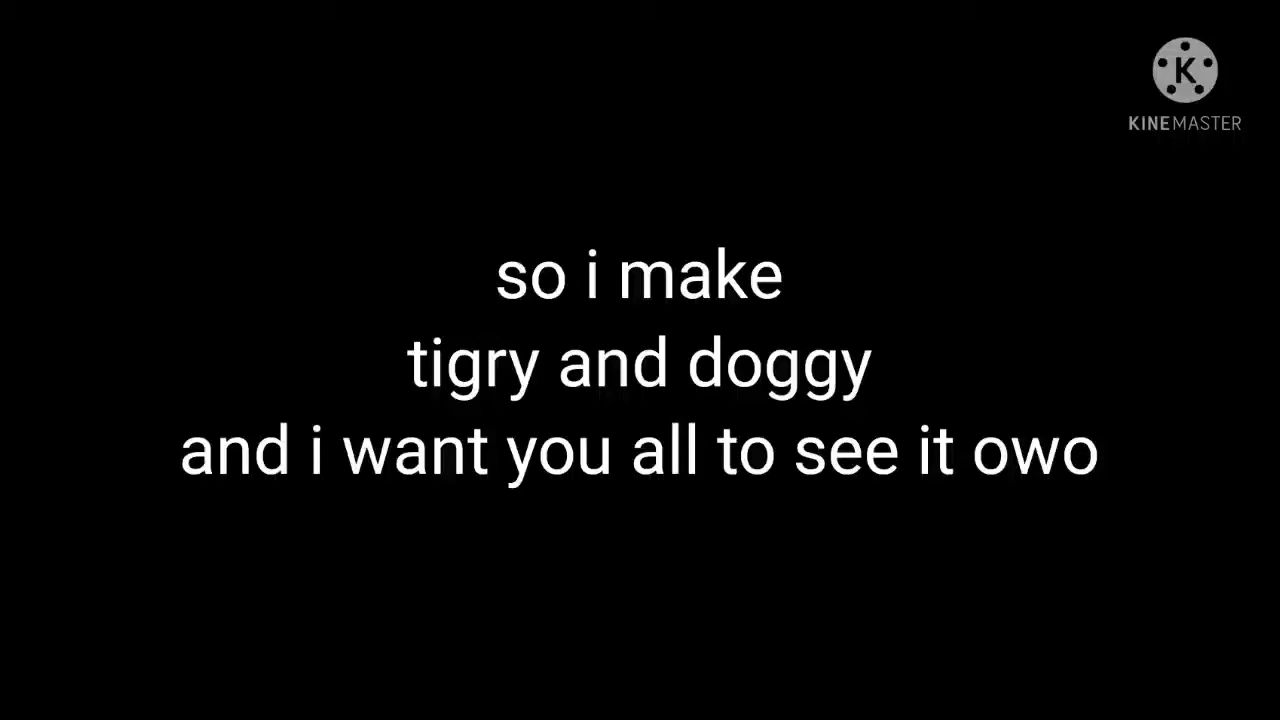 K
KINEMASTER
so i make
tigry and doggy
and i want you all to see it owo